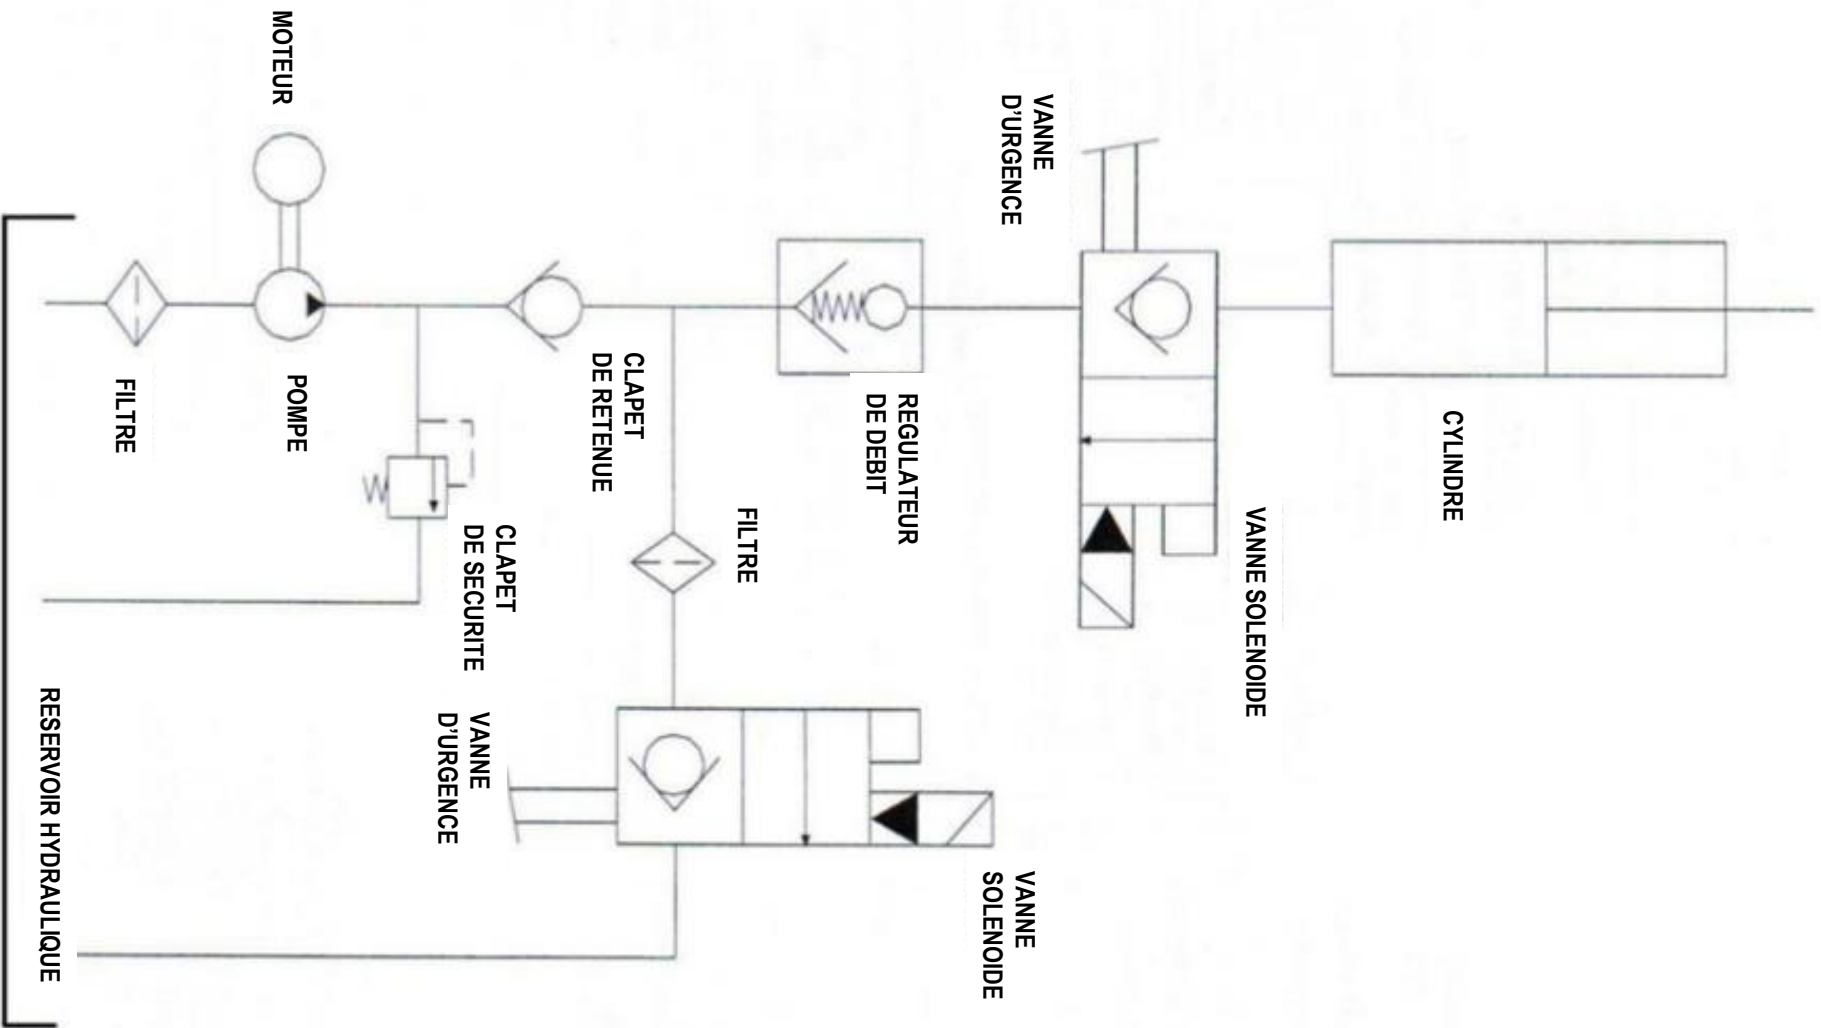 CYLINDRE
VANNE SOLENOIDE
VANNE
D'URGENCE
REGULATEUR
DE DEBIT
FILTRE
VANNE
SOLENOIDE
CLAPET
DE RETENUE
CLAPET
DE SECURITE
VANNE
D'URGENCE
MOTEUR
POMPE
FILTRE
RESERVOIR HYDRAULIQUE